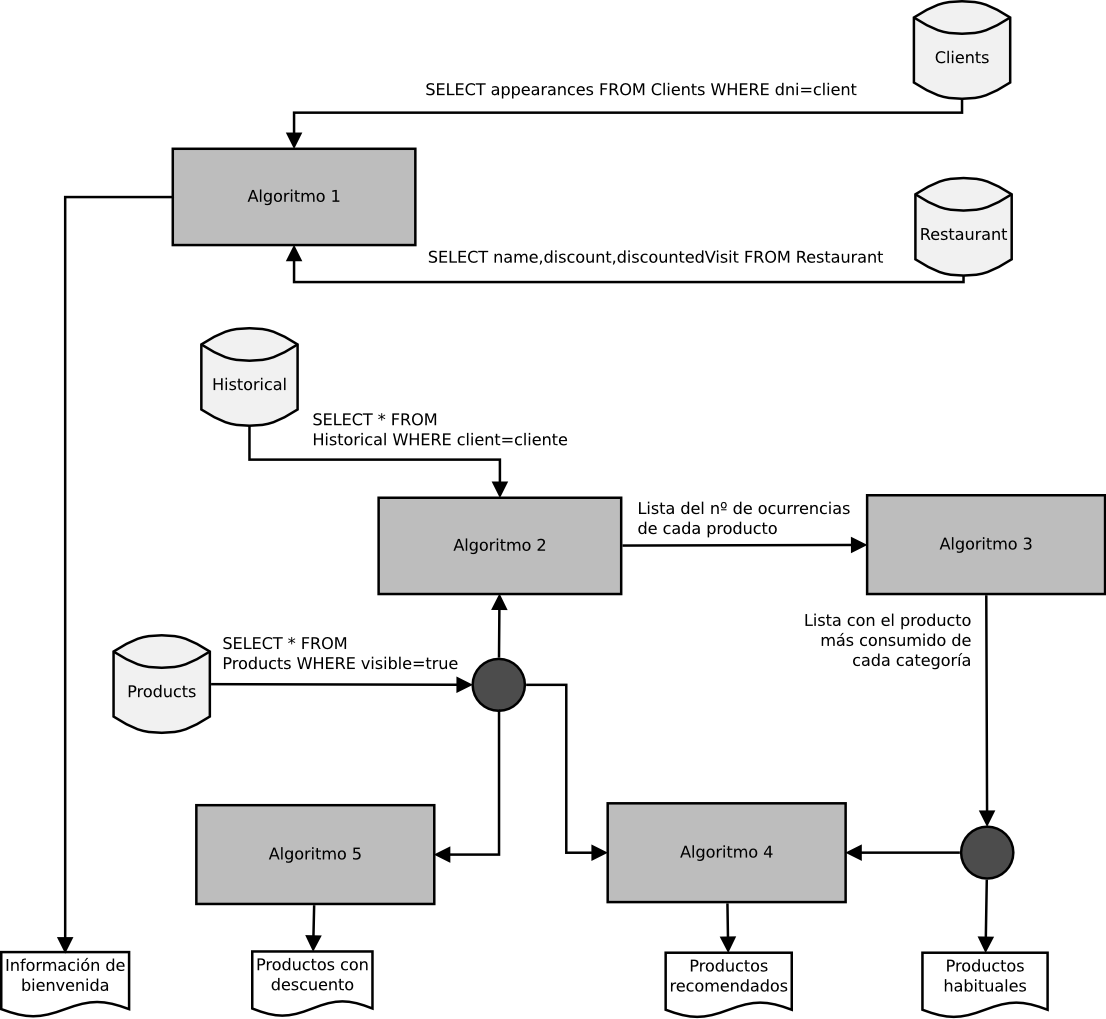 Clients
SELECT appearances FROM Clients WHERE dni=client
Algoritmo 1
Restaurant
SELECT name,discount,discountedVisit FROM Restaurant
Historical
SELECT * FROM
Historical WHERE client=cliente
Lista del nº de ocurrencias
de cada producto
Algoritmo 2
Algoritmo 3
Lista con el producto
más consumido de
cada categoría
SELECT * FROM
Products WHERE visible=true
Products
Algoritmo 5
Algoritmo 4
Información de
bienvenida
Productos con
descuento
Productos
recomendados
Productos
habituales